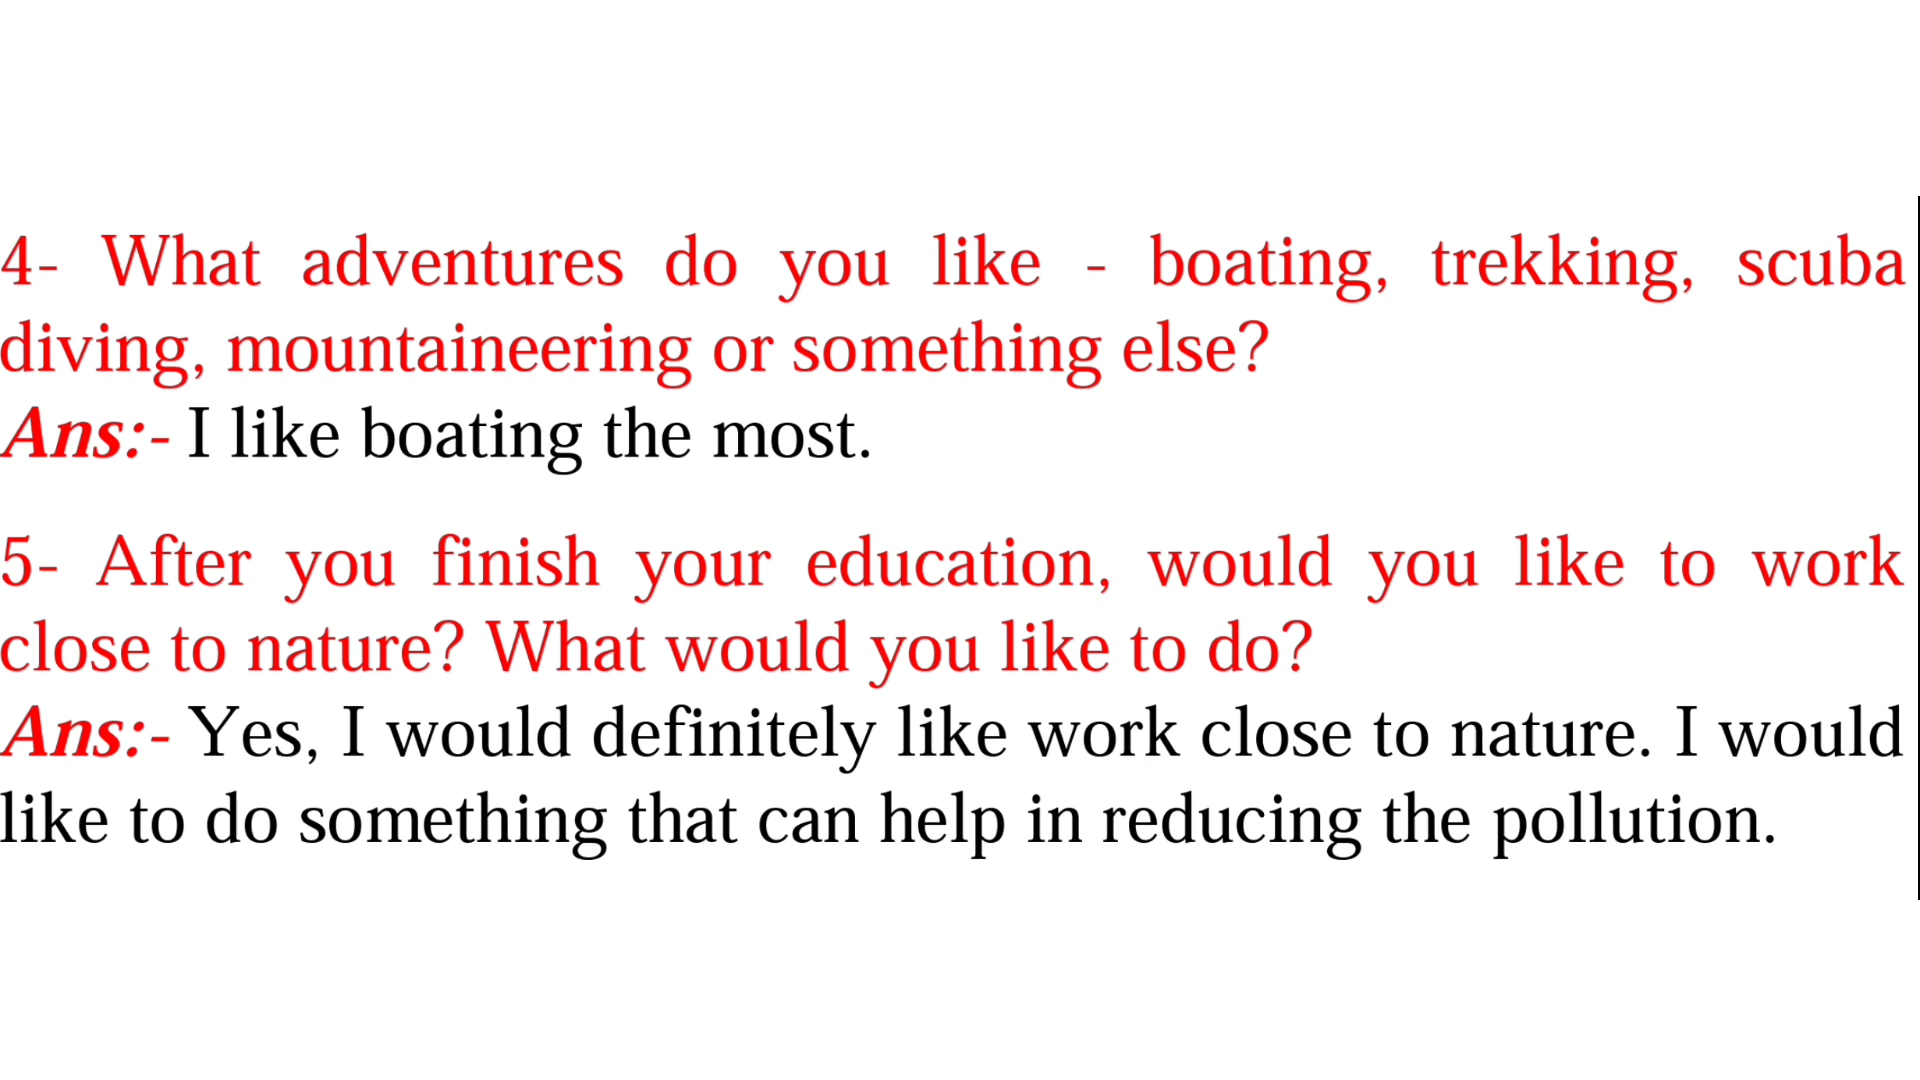 4- What adventures do you like - boating, trekking, scuba
diving, mountaineering or something else?
Ans:- I like boating the most.
5- After you finish your education, would you like to work
close to nature? What would you like to do?
Ans:- Yes, I would definitely like work close to nature. I would
like to do something that can help in reducing the pollution.